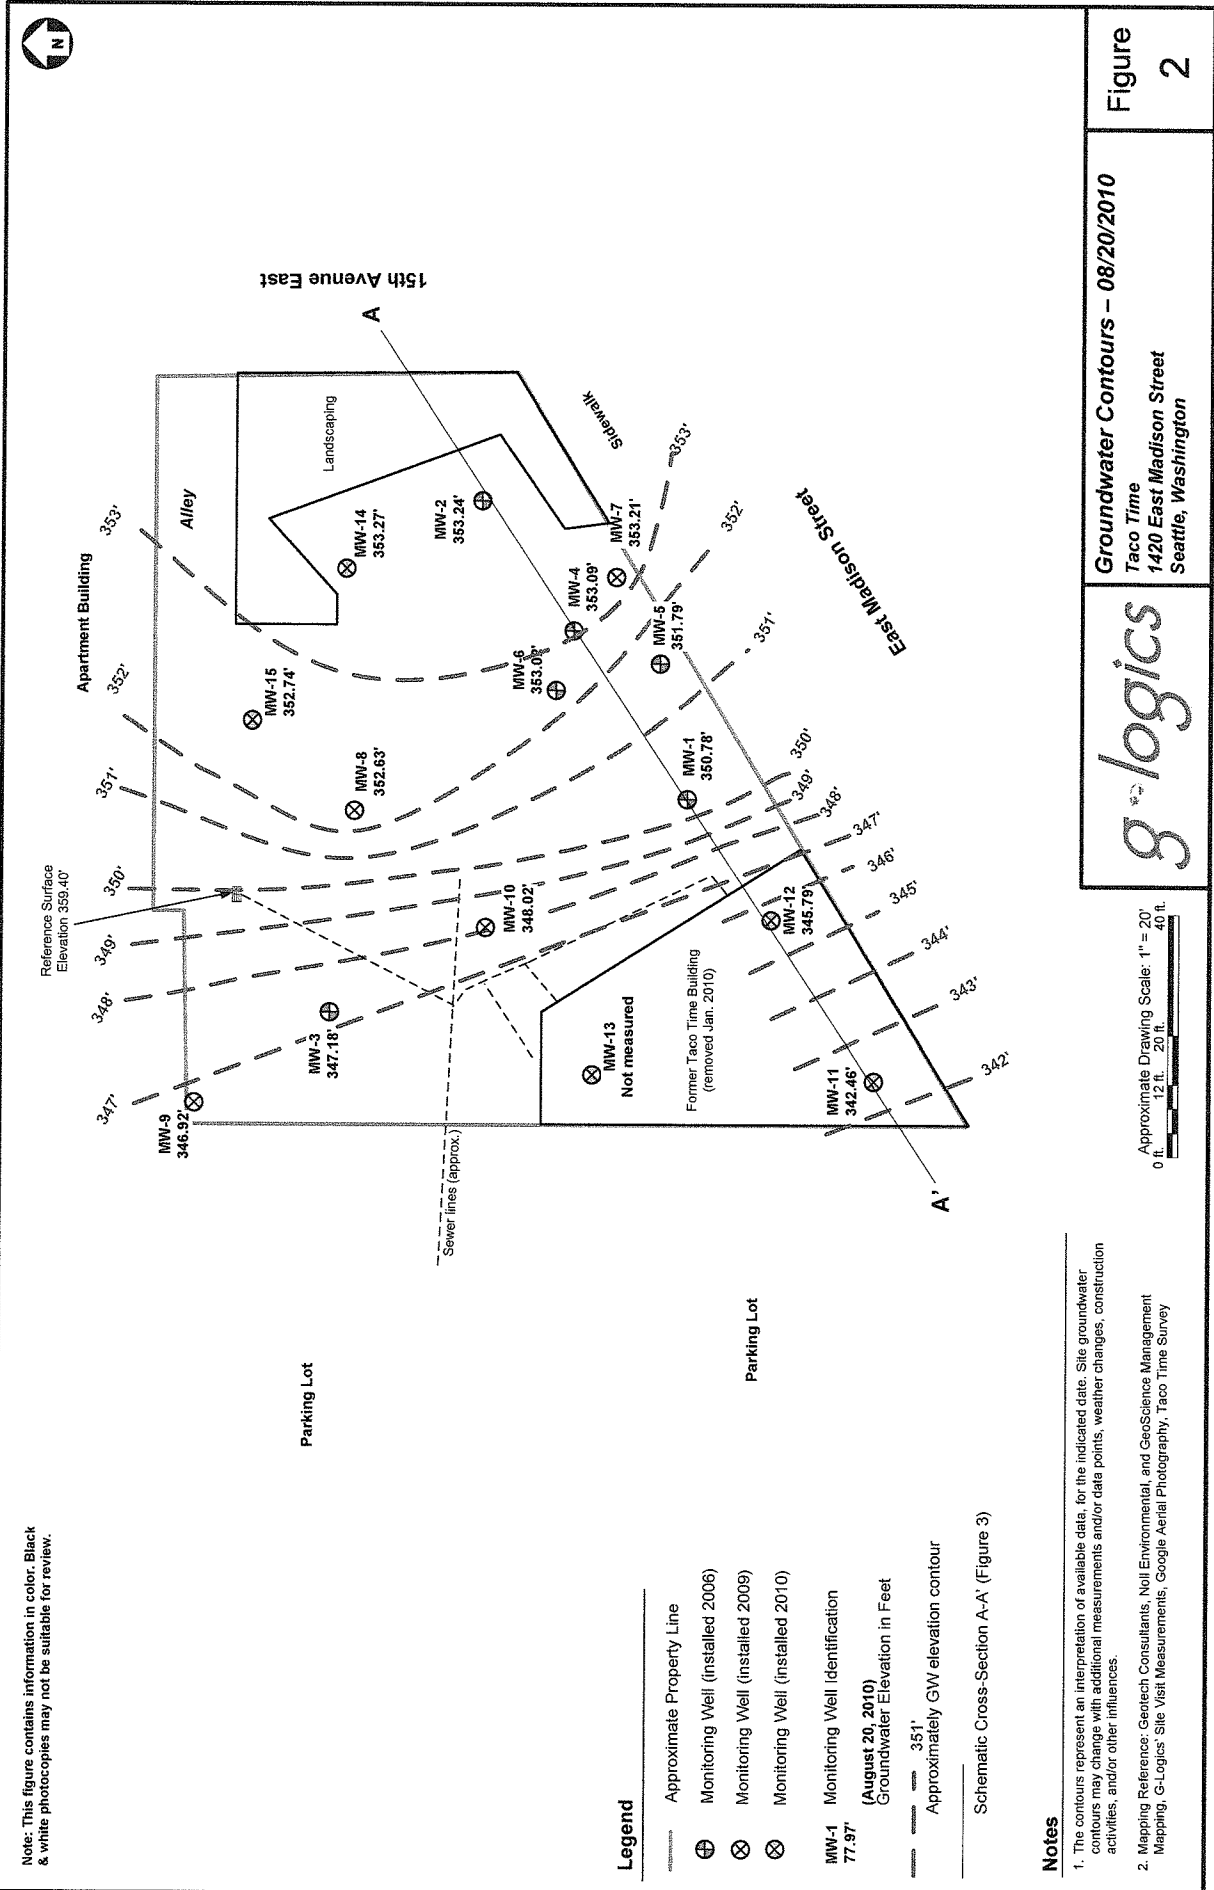 Note: This figure contains information in color. Black
& white photocopies may not be suitable for review.
N
Apartment Building
Alley
Landscaping
15th Avenue East
Sidewalk
East Madison Street
Reference Surface
Elevation 359.40'
353'
352'
351'
350'
349'
348'
347'
MW-15
352.74'
MW-14
353.27'
MW-2
353.24'
MW-8
352.63'
MW-4
353.09'
MW-7
353.21'
MW-6
MW-5
351.79'
MW-1
350.78'
MW-10
348.02'
MW-3
347.18'
MW-9
346.92'
MW-13
Not measured
MW-12
345.79'
MW-11
342.46'
Former Taco Time Building
(removed Jan. 2010)
Sewer lines (approx.)
353'
352'
351'
350'
349'
348'
347'
346'
345'
344'
343'
342'
A
A'
Parking Lot
Parking Lot
Legend
Approximate Property Line
Monitoring Well (installed 2006)
Monitoring Well (installed 2009)
Monitoring Well (installed 2010)
MW-1 Monitoring Well Identification
77.97'
(August 20, 2010)
Groundwater Elevation in Feet
351'
Approximately GW elevation contour
Schematic Cross-Section A-A' (Figure 3)
Notes
1. The contours represent an interpretation of available data, for the indicated date. Site groundwater
contours may change with additional measurements and/or data points, weather changes, construction
activities, and/or other influences.
2. Mapping Reference: Geotech Consultants, Noll Environmental, and GeoScience Management
Mapping, G-Logics' Site Visit Measurements, Google Aerial Photography, Taco Time Survey
Approximate Drawing Scale: 1" = 20'
0 ft. 12 ft. 20 ft. 40 ft.
g-logics
Groundwater Contours – 08/20/2010
Taco Time
1420 East Madison Street
Seattle, Washington
Figure
2